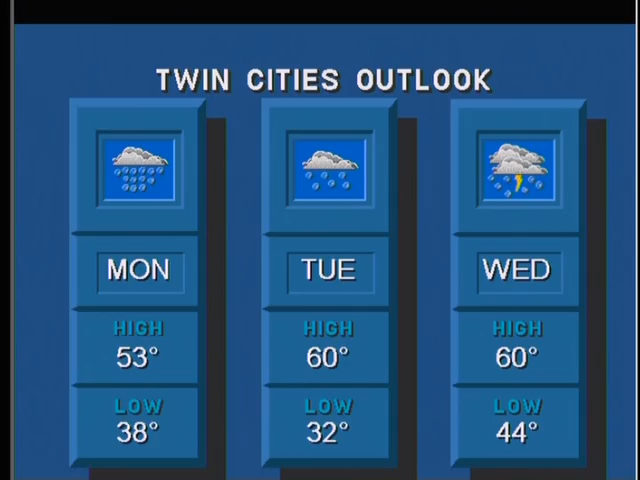 TWIN CITIES OUTLOOK
MON
HIGH
53°
LOW
38°
TUE
HIGH
60°
LOW
32°
WED
HIGH
60°
LOW
44°